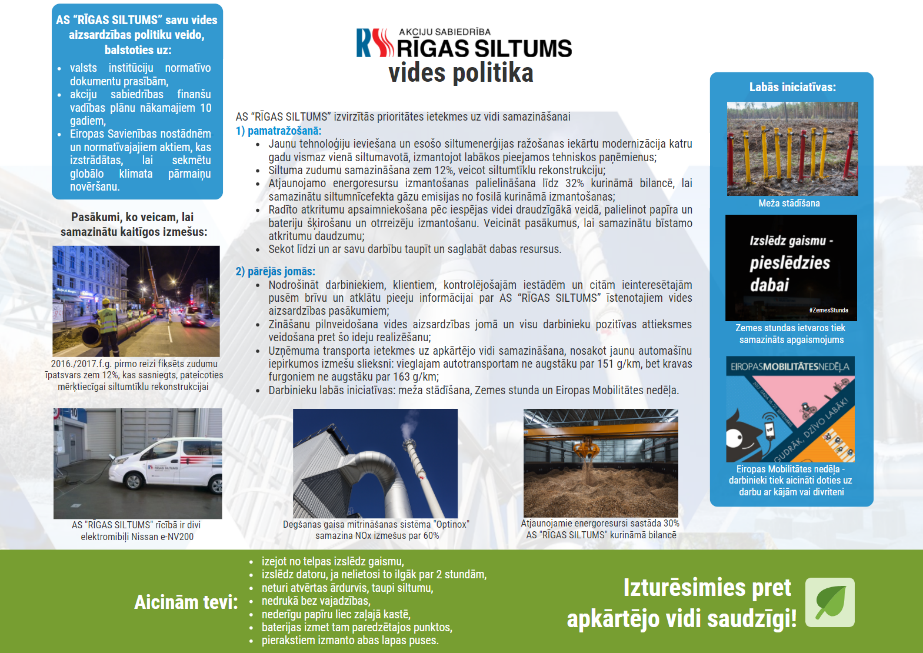 AS “RĪGAS SILTUMS” savu vides
aizsardzības politiku veido,
balstoties uz:
• valsts institūciju normatīvo
dokumentu prasībām,
• akciju sabiedrības finanšu
vadības plānu nākamajiem 10
gadiem,
• Eiropas Savienības nostādnēm
un normatīvajajiem aktiem, kas
izstrādātas, lai sekmētu
globālo klimata pārmaiņu
novēršanu.
Pasākumi, ko veicam, lai
samazinātu kaitīgos izmešus:
2016./2017.f.g. pirmo reizi fiksēts zudumu
īpatsvars zem 12%, kas sasniegts, pateicoties
mērķtiecīgai siltumtīklu rekonstrukcijai
AS "RĪGAS SILTUMS" rīcībā ir divi
elektromobiļi Nissan e-NV200
AKCIJU SABIEDRĪBA
RĪGAS SILTUMS
vides politika
AS “RĪGAS SILTUMS” izvirzītās prioritātes ietekmes uz vidi samazināšanai
1) pamatražošanā:
• Jaunu tehnoloģiju ieviešana un esošo siltumenerģijas ražošanas iekārtu modernizācija katru
gadu vismaz vienā siltumavotā, izmantojot labākos pieejamos tehniskos paņēmienus;
• Siltuma zudumu samazināšana zem 12%, veicot siltumtīklu rekonstrukciju;
• Atjaunojamo energoresursu izmantošanas palielināšana līdz 32% kurināmā bilancē, lai
samazinātu siltumnīcefekta gāzu emisijas no fosilā kurināmā izmantošanas;
• Radīto atkritumu apsaimniekošana pēc iespējas videi draudzīgākā veidā, palielinot papīra un
bateriju šķirošanu un otrreizēju izmantošanu. Veicināt pasākumus, lai samazinātu bīstamo
atkritumu daudzumu;
• Sekot līdzi un ar savu darbību taupīt un saglabāt dabas resursus.
2) pārējās jomās:
• Nodrošināt darbiniekiem, klientiem, kontrolējošajām iestādēm un citām ieinteresētajām
pusēm brīvu un atklātu pieeju informācijai par AS “RĪGAS SILTUMS” īstenotajiem vides
aizsardzības pasākumiem;
• Zināšanu pilnveidošana vides aizsardzības jomā un visu darbinieku pozitīvas attieksmes
veidošana pret šo ideju realizēšanu;
• Uzņēmuma transporta ietekmes uz apkārtējo vidi samazināšana, nosakot jaunu automašīnu
iepirkumos izmešu slieksni: vieglajam autotransportam ne augstāku par 151 g/km, bet kravas
furgoniem ne augstāku par 163 g/km;
• Darbinieku labās iniciatīvas: meža stādīšana, Zemes stunda un Eiropas Mobilitātes nedēļa.
Degšanas gaisa mitrināšanas sistēma "Optinox"
samazina NOx izmešus par 60%
Atjaunojamie energoresursi sastāda 30%
AS "RĪGAS SILTUMS" kurināmā bilancē
Labās iniciatīvas:
Meža stādīšana
Izslēdz gaismu -
pieslēdzies
dabai
#ZemesStunda
Zemes stundas ietvaros tiek
samazināts apgaismojums
EIROPASMOBILITĀTESNEDĒĻA
GUDRĀK. DZĪVO LABĀK!
Eiropas Mobilitātes nedēļa -
darbinieki tiek aicināti doties uz
darbu ar kājām vai divriteni
Aicinām tevi:
• izejot no telpas izslēdz gaismu,
• izslēdz datoru, ja nelietosi to ilgāk par 2 stundām,
• neturi atvērtas ārdurvis, taupi siltumu,
• nedrukā bez vajadzības,
• nederīgu papīru liec zaļajā kastē,
• baterijas izmet tam paredzētajos punktos,
• pierakstiem izmanto abas lapas puses.
Izturēsimies pret
apkārtējo vidi saudzīgi!